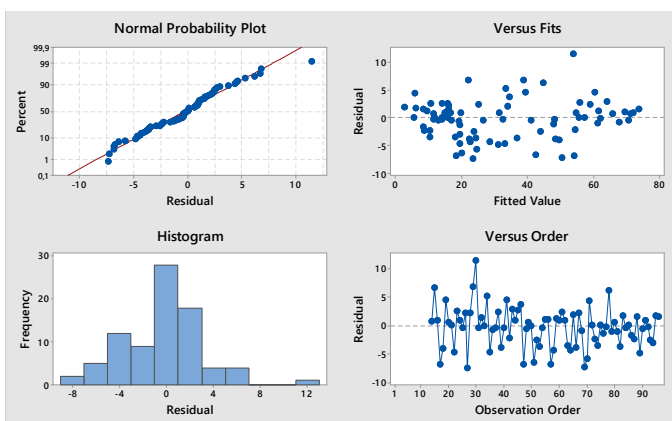 Normal Probability Plot
99,9
99
90
50
10
1
0,1
Percent
-10 -5 0 5 10
Residual
Versus Fits
10
5
0
-5
-10
Residual
0 20 40 60 80
Fitted Value
Histogram
30
20
10
0
Frequency
-8 -4 0 4 8 12
Residual
Versus Order
10
5
0
-5
-10
Residual
1 10 20 30 40 50 60 70 80 90
Observation Order